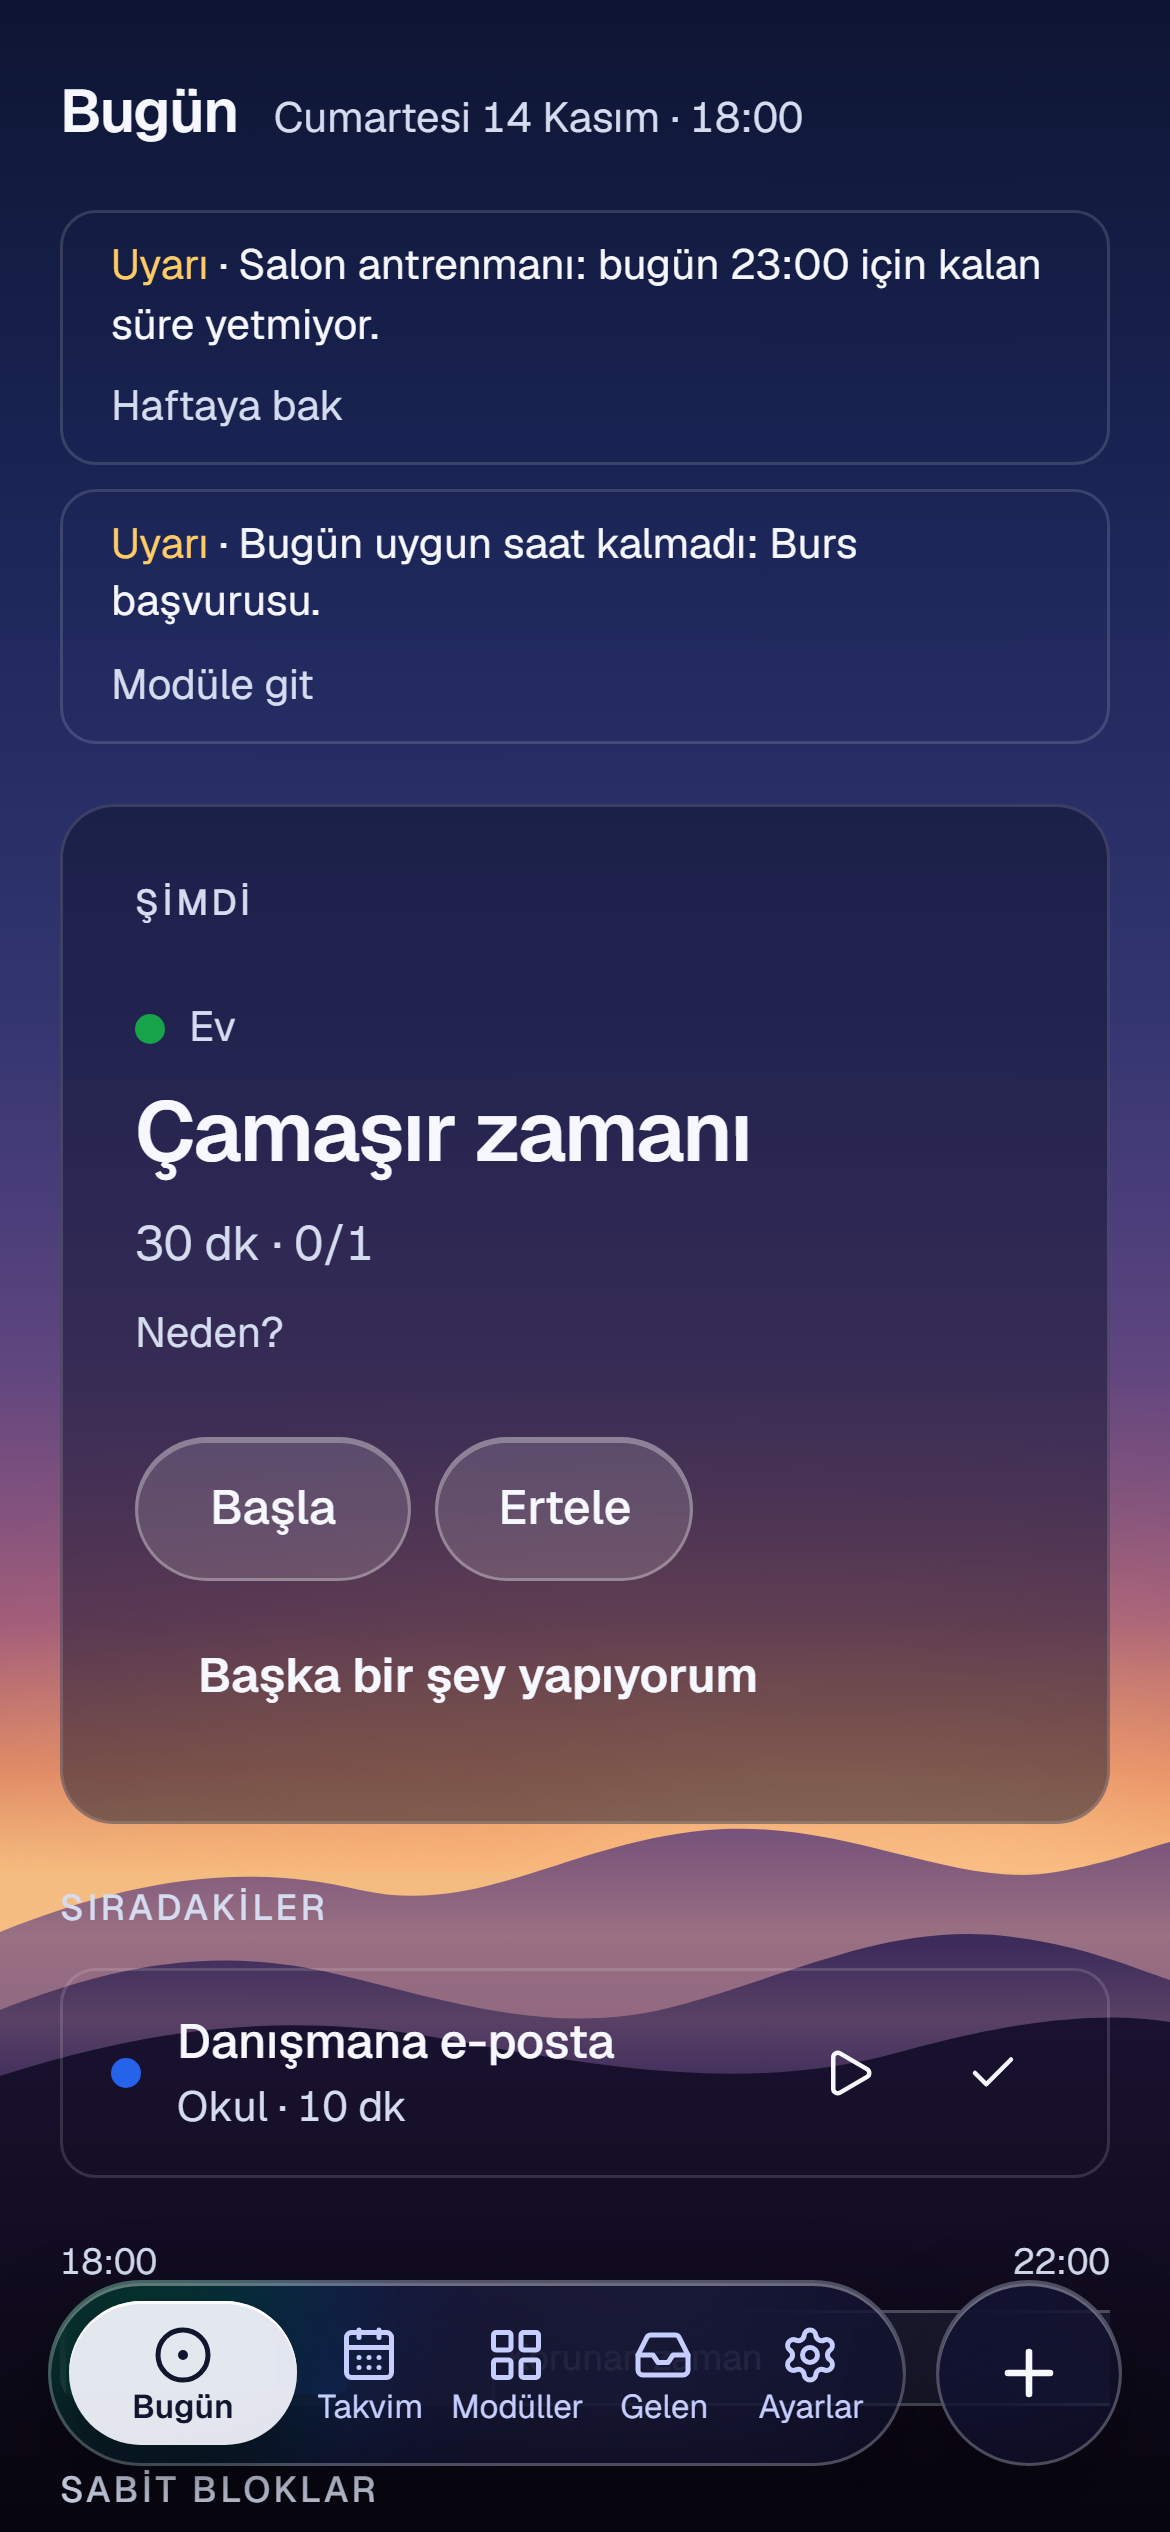 Bugün Cumartesi 14 Kasım · 18:00
Uyarı · Salon antrenmanı: bugün 23:00 için kalan
süre yetmiyor.
Haftaya bak
Uyarı · Bugün uygun saat kalmadı: Burs
başvurusu.
Modüle git
ŞİMDİ
Ev
Çamaşır zamanı
30 dk · 0/1
Neden?
Başla Ertele
Başka bir şey yapıyorum
SIRADAKİLER
Danışmana e-posta
Okul · 10 dk
18:00 22:00
Bugün Takvim Modüller Gelen Ayarlar
SABİT BLOKLAR